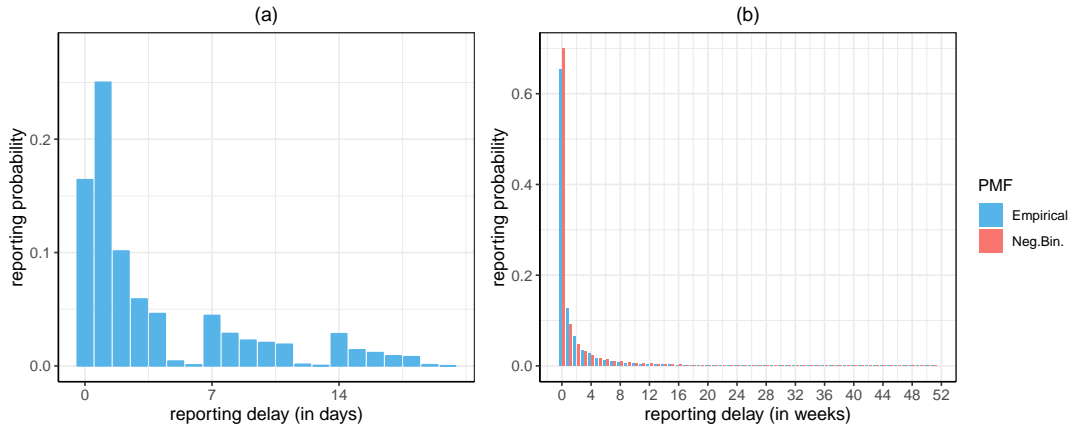 (a)
reporting probability
0.2
0.1
0.0
0 7 14
reporting delay (in days)
(b)
reporting probability
0.6
0.4
0.2
0.0
0 4 8 12 16 20 24 28 32 36 40 44 48 52
reporting delay (in weeks)
PMF
Empirical
Neg.Bin.